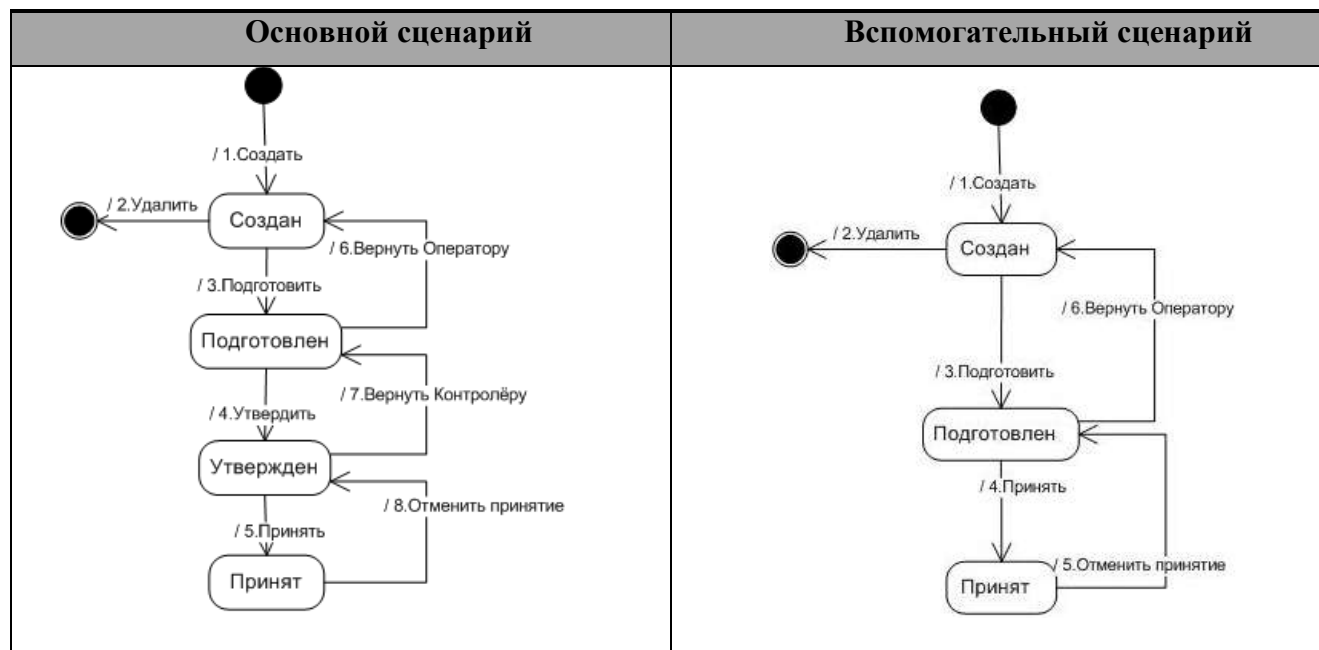 Основной сценарий
/ 1.Создать
/ 2.Удалить
Создан
/ 6.Вернуть Оператору
/ 3.Подготовить
Подготовлен
/ 7.Вернуть Контролёру
/ 4.Утвердить
Утвержден
/ 8.Отменить принятие
/ 5.Принять
Принят
Вспомогательный сценарий
/ 1.Создать
/ 2.Удалить
Создан
/ 6.Вернуть Оператору
/ 3.Подготовить
Подготовлен
/ 4.Принять
/ 5.Отменить принятие
Принят